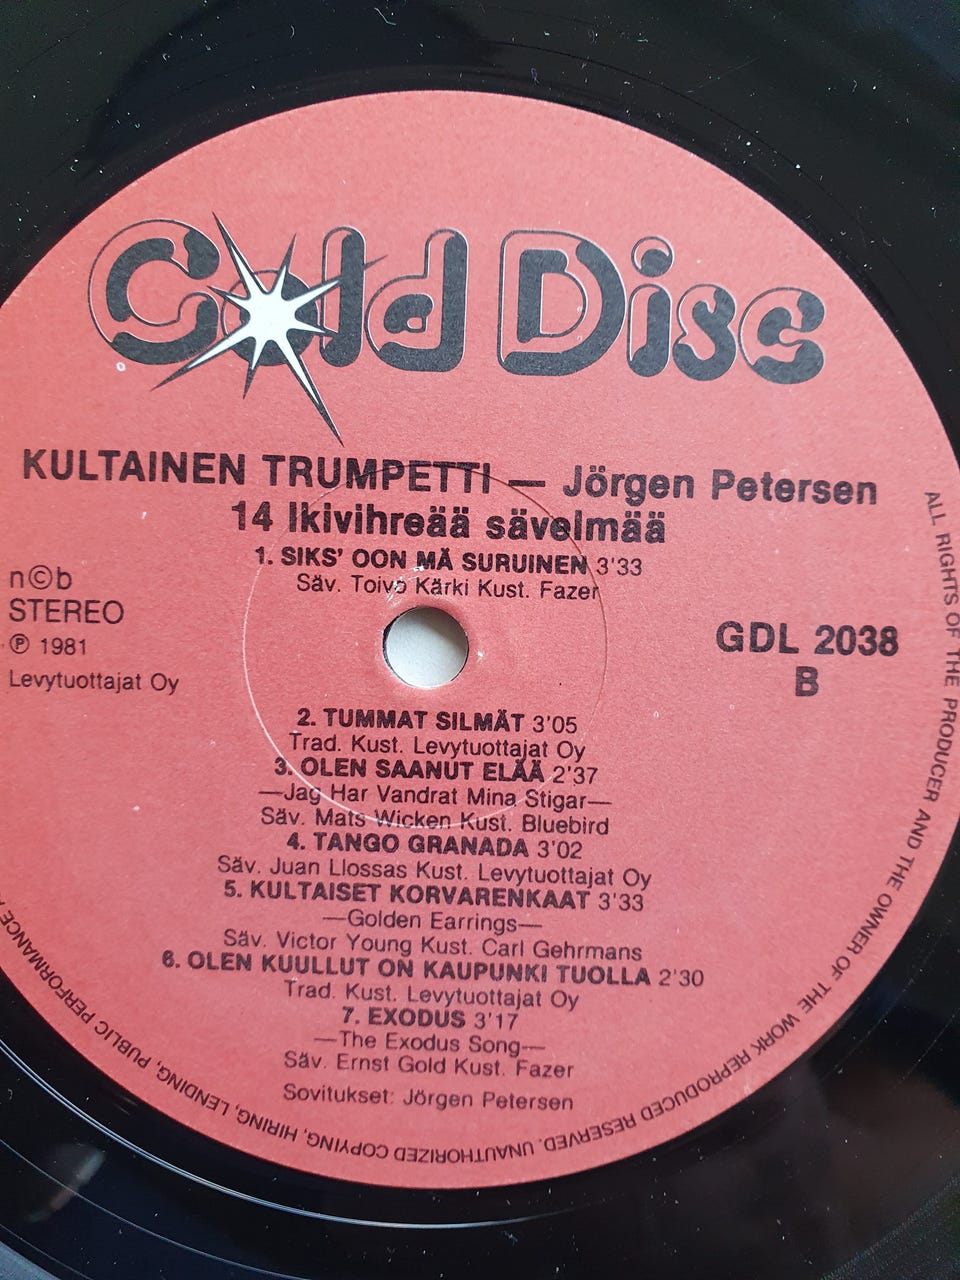 Gold Disc
KULTAINEN TRUMPETTI — Jörgen Petersen
14 Ikivihreää sävelmää
1. SIKS' OON MÄ SURUINEN 3'33
Säv. Toivo Kärki Kust. Fazer
n©b
STEREO
℗ 1981
Levytuottajat Oy
GDL 2038
B
2. TUMMAT SILMÄT 3'05
Trad. Kust. Levytuottajat Oy
3. OLEN SAANUT ELÄÄ 2'37
—Jag Har Vandrat Mina Stigar—
Säv. Mats Wicken Kust. Bluebird
4. TANGO GRANADA 3'02
Säv. Juan Llossas Kust. Levytuottajat Oy
5. KULTAISET KORVARENKAAT 3'33
—Golden Earrings—
Säv. Victor Young Kust. Carl Gehrmans
6. OLEN KUULLUT ON KAUPUNKI TUOLLA 2'30
Trad. Kust. Levytuottajat Oy
7. EXODUS 3'17
—The Exodus Song—
Säv. Ernst Gold Kust. Fazer
Sovitukset: Jörgen Petersen
ALL RIGHTS OF THE PRODUCER AND THE OWNER OF THE WORK REPRODUCED RESERVED. UNAUTHORIZED COPYING, HIRING, LENDING, PUBLIC PERFORMANCE